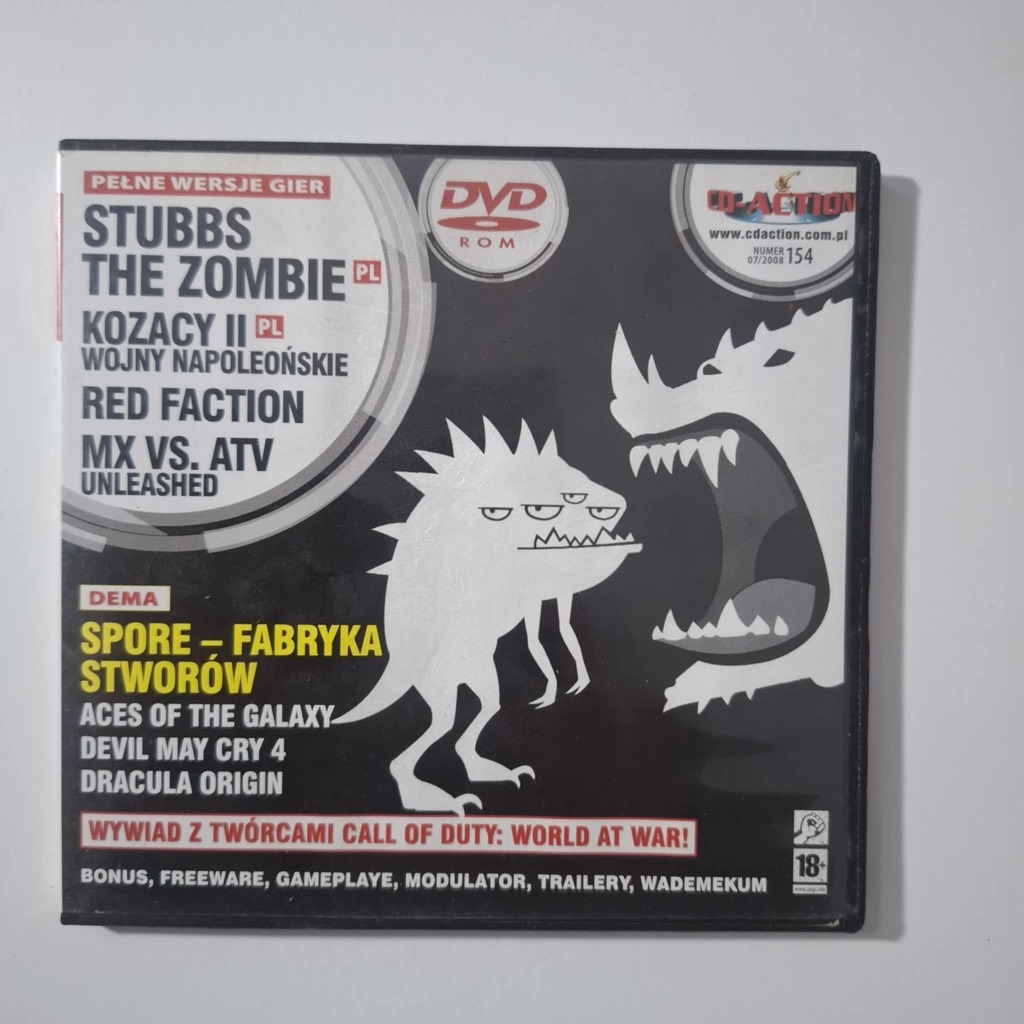 PEŁNE WERSJE GIER
STUBBS
THE ZOMBIE PL
KOZACY II PL
WOJNY NAPOLEOŃSKIE
RED FACTION
MX VS. ATV
UNLEASHED
DVD
ROM
CD-ACTION
www.cdaction.com.pl
NUMER
07/2008 154
DEMA
SPORE – FABRYKA
STWORÓW
ACES OF THE GALAXY
DEVIL MAY CRY 4
DRACULA ORIGIN
WYWIAD Z TWÓRCAMI CALL OF DUTY: WORLD AT WAR!
BONUS, FREEWARE, GAMEPLAYE, MODULATOR, TRAILERY, WADEMEKUM
18+
www.pegi.info